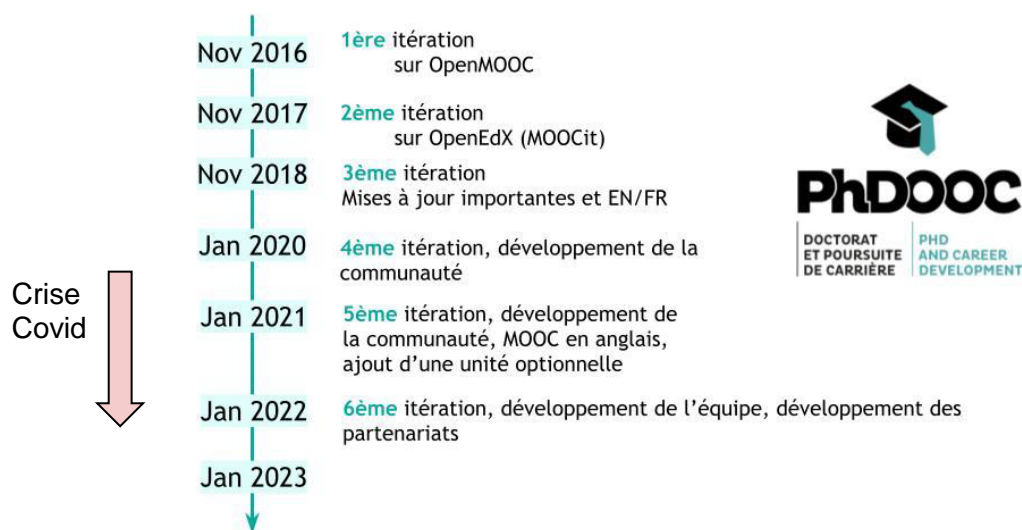 Nov 2016
1ère itération
sur OpenMOOC
Nov 2017
2ème itération
sur OpenEdX (MOOCit)
Nov 2018
3ème itération
Mises à jour importantes et EN/FR
Jan 2020
4ème itération, développement de la
communauté
Jan 2021
5ème itération, développement de
la communauté, MOOC en anglais,
ajout d'une unité optionnelle
Jan 2022
6ème itération, développement de l'équipe, développement des
partenariats
Jan 2023
Crise
Covid
PhDOOC
DOCTORAT
ET POURSUITE
DE CARRIÈRE
PHD
AND CAREER
DEVELOPMENT